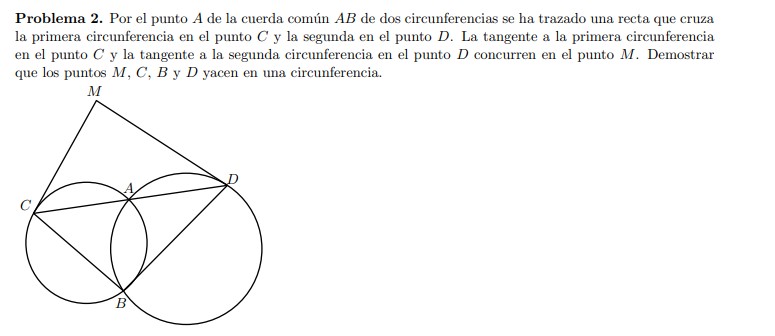 Problema 2. Por el punto A de la cuerda común AB de dos circunferencias se ha trazado una recta que cruza
la primera circunferencia en el punto C y la segunda en el punto D. La tangente a la primera circunferencia
en el punto C y la tangente a la segunda circunferencia en el punto D concurren en el punto M. Demostrar
que los puntos M, C, B y D yacen en una circunferencia.
M
D
A
C
B